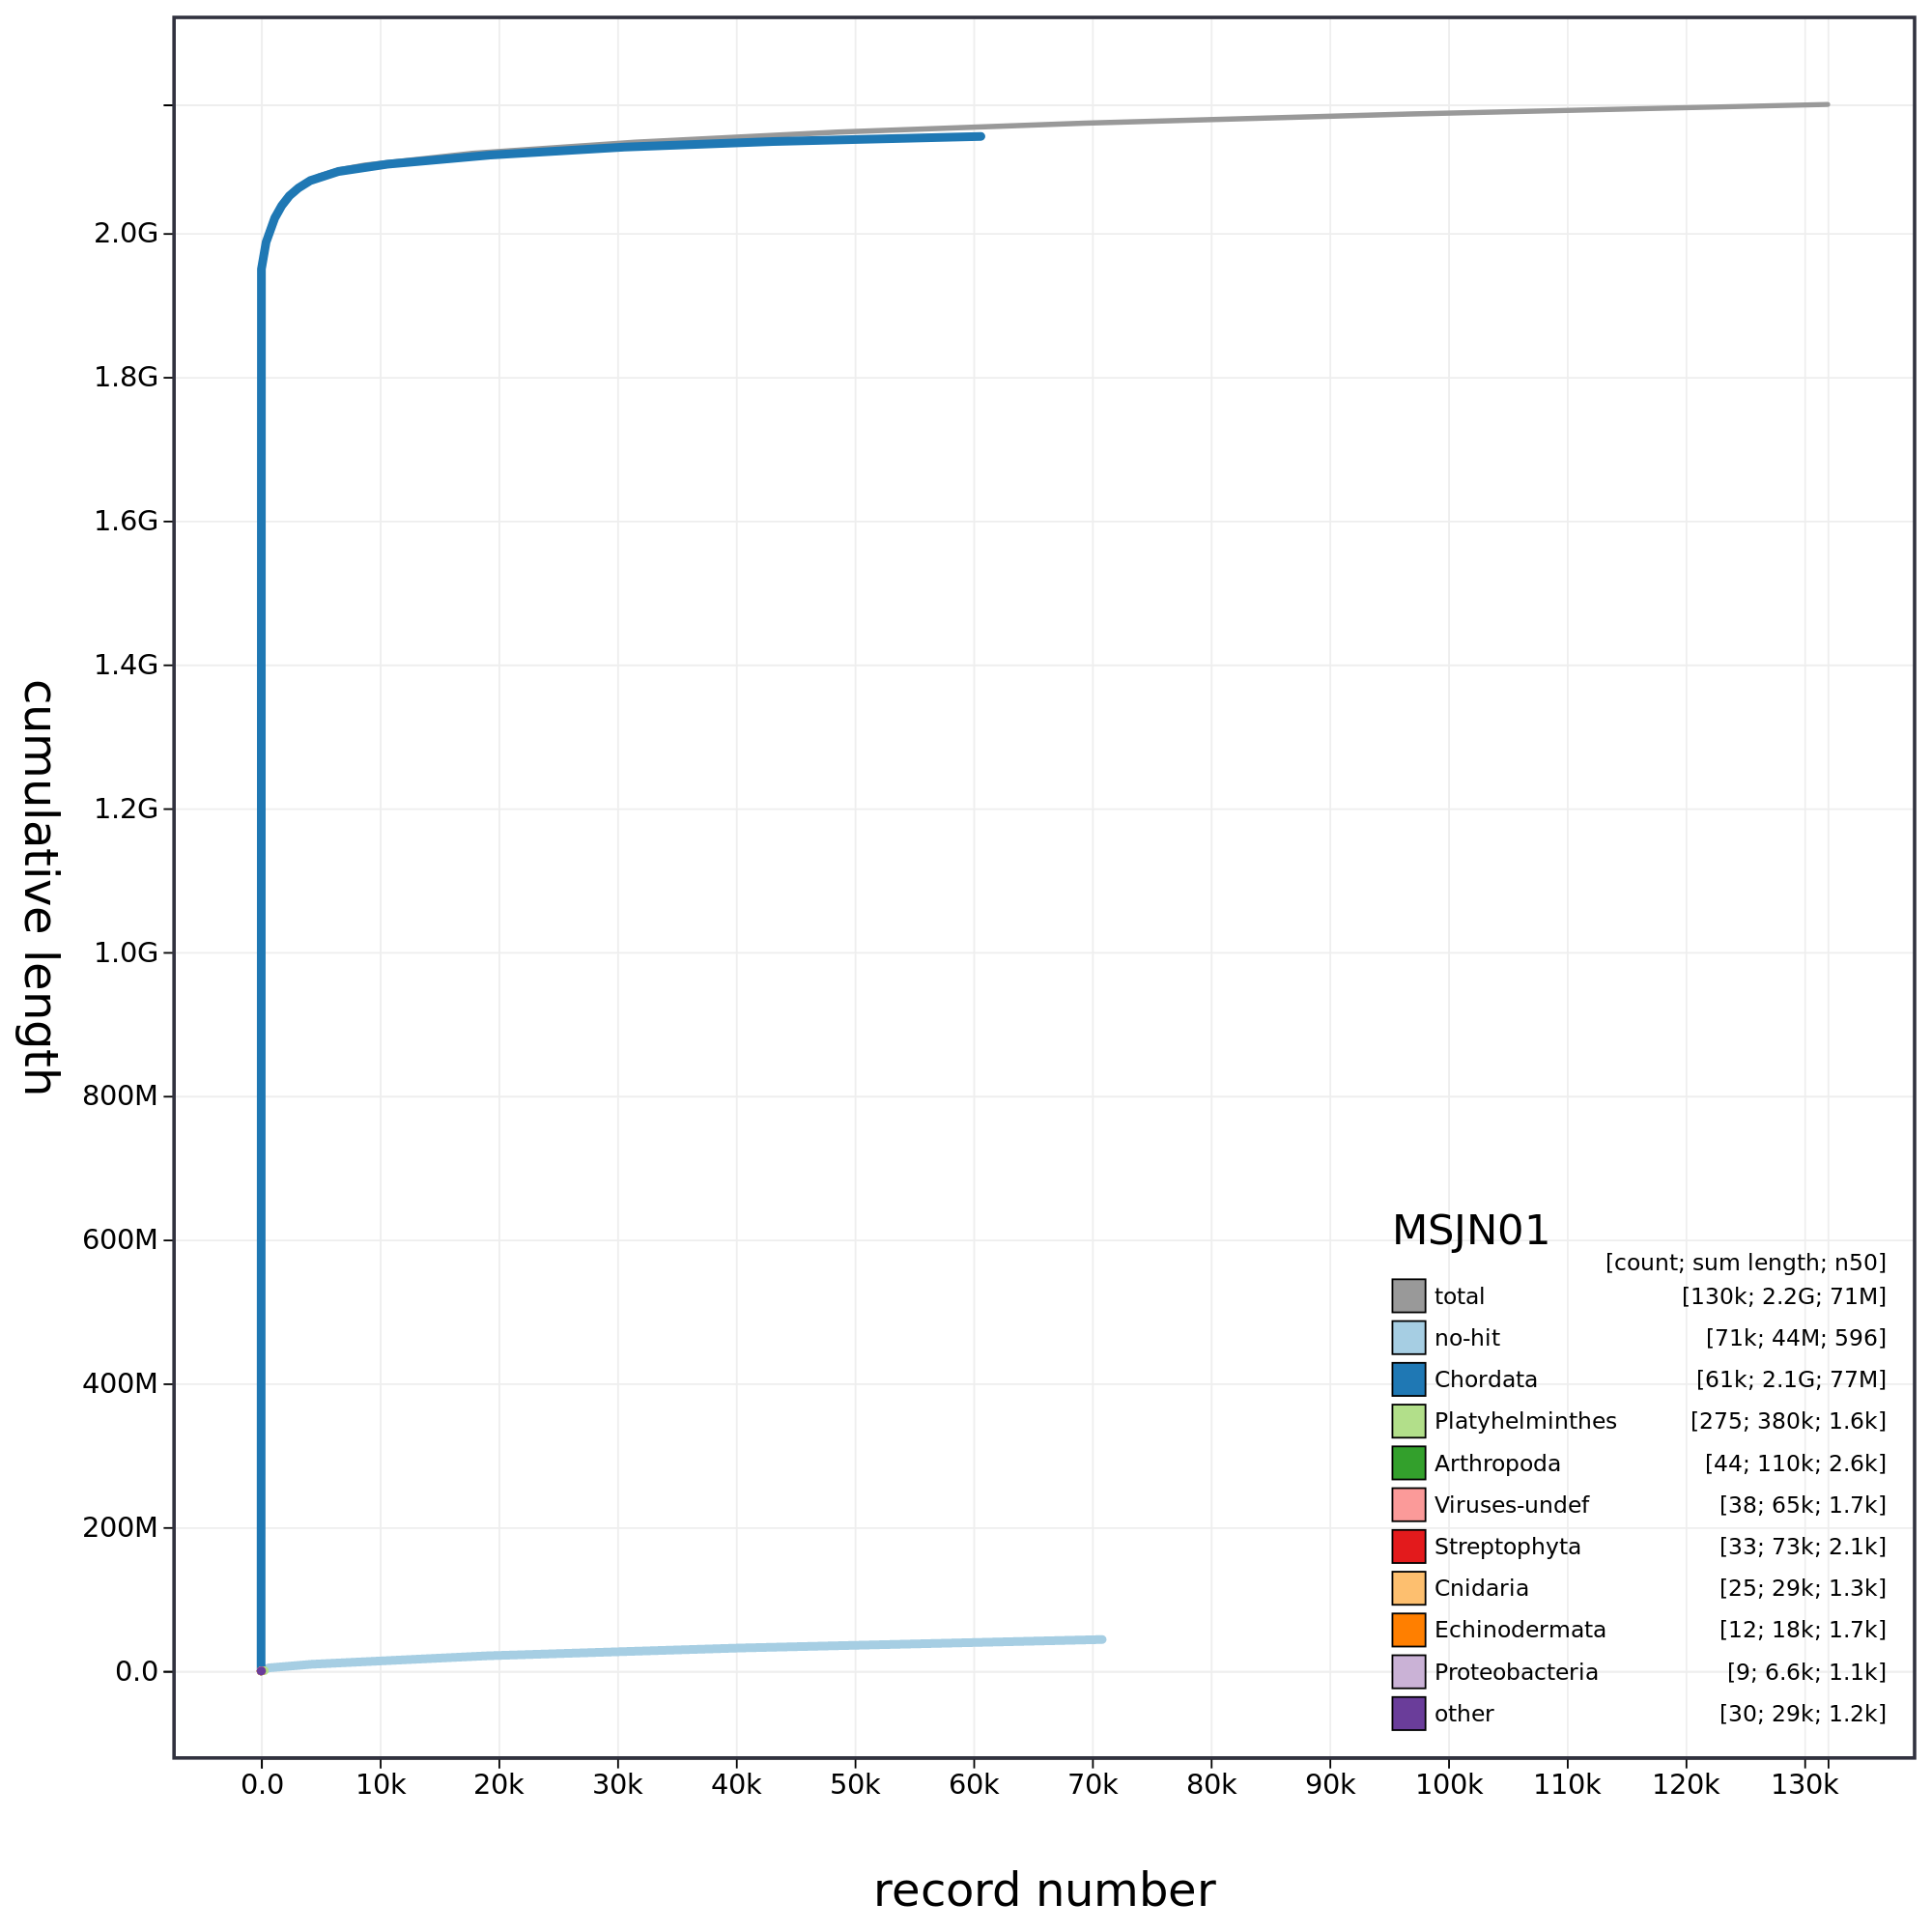 2.0G
1.8G
1.6G
1.4G
1.2G
1.0G
800M
600M
400M
200M
0.0
cumulative length
MSJN01
[count; sum length; n50]
total [130k; 2.2G; 71M]
no-hit [71k; 44M; 596]
Chordata [61k; 2.1G; 77M]
Platyhelminthes [275; 380k; 1.6k]
Arthropoda [44; 110k; 2.6k]
Viruses-undef [38; 65k; 1.7k]
Streptophyta [33; 73k; 2.1k]
Cnidaria [25; 29k; 1.3k]
Echinodermata [12; 18k; 1.7k]
Proteobacteria [9; 6.6k; 1.1k]
other [30; 29k; 1.2k]
0.0 10k 20k 30k 40k 50k 60k 70k 80k 90k 100k 110k 120k 130k
record number